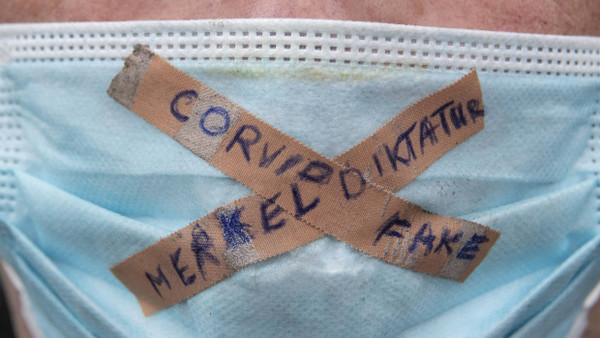 CORVID FAKE
MERKEL DIKTATUR